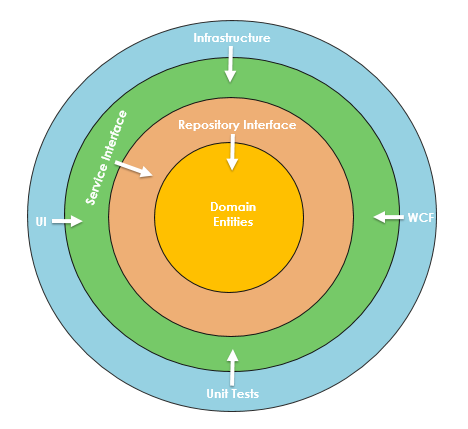 Infrastructure
Service Interface
Repository Interface
Domain
Entities
UI
WCF
Unit Tests